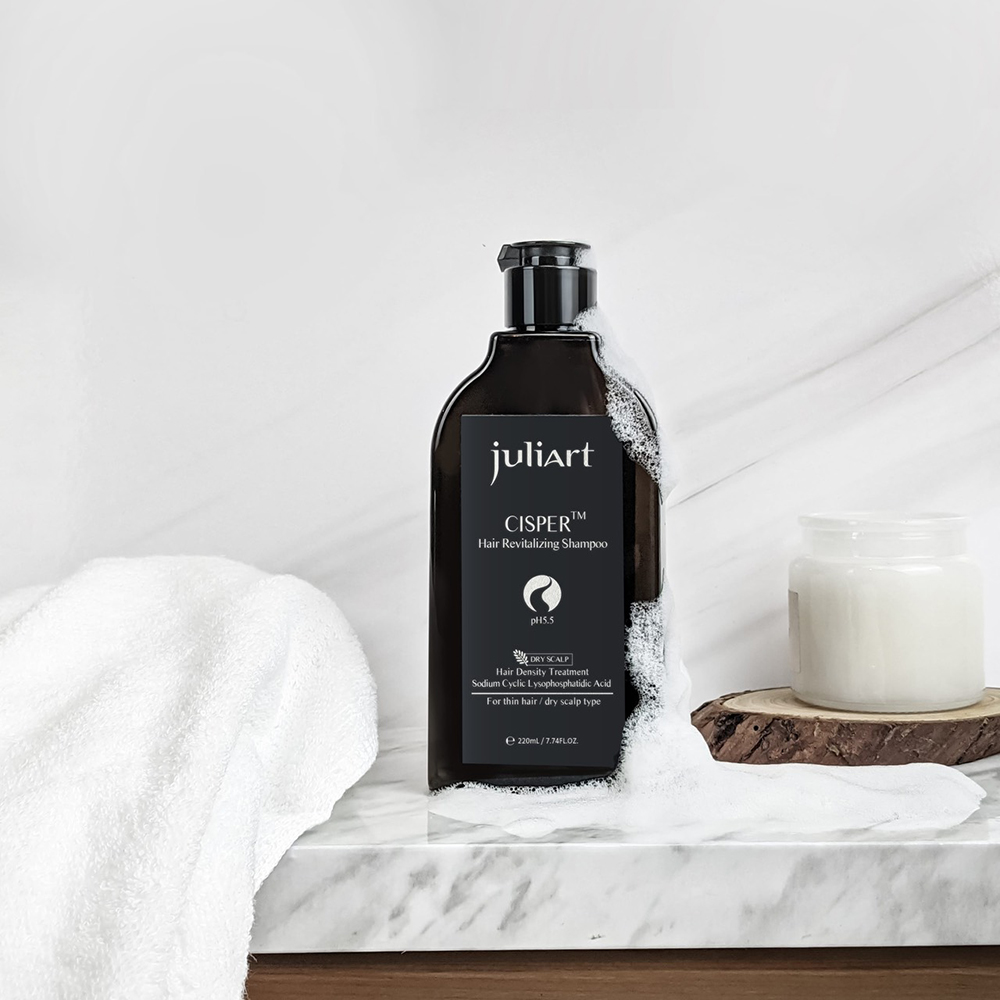 juliart
CISPER™
Hair Revitalizing Shampoo
pH5.5
DRY SCALP
Hair Density Treatment
Sodium Cyclic Lysophosphatidic Acid
For thin hair / dry scalp type
℮ 220mL / 7.74FL.OZ.